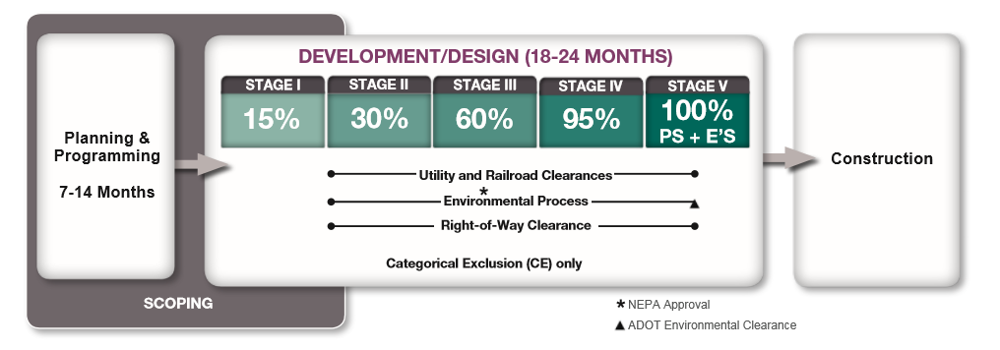 Planning &
Programming
7-14 Months
SCOPING
DEVELOPMENT/DESIGN (18-24 MONTHS)
STAGE I STAGE II STAGE III STAGE IV STAGE V
15% 30% 60% 95% 100%
PS + E'S
Utility and Railroad Clearances
*
Environmental Process ▲
Right-of-Way Clearance
Categorical Exclusion (CE) only
Construction
* NEPA Approval
▲ ADOT Environmental Clearance